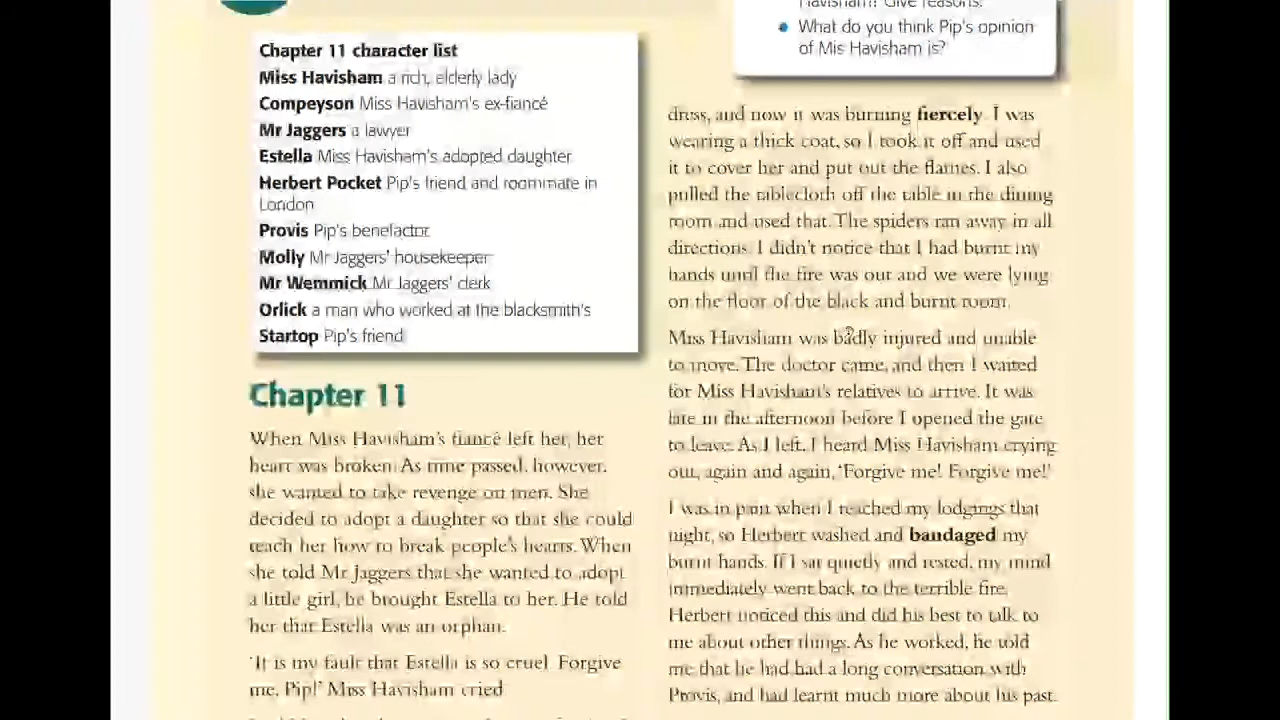 Chapter 11 character list
Miss Havisham a rich, elderly lady
Compeyson Miss Havisham's ex-fiancé
Mr Jaggers a lawyer
Estella Miss Havisham's adopted daughter
Herbert Pocket Pip's friend and roommate in
London
Provis Pip's benefactor
Molly Mr Jaggers' housekeeper
Mr Wemmick Mr Jaggers' clerk
Orlick a man who worked at the blacksmith's
Startop Pip's friend
Chapter 11
When Miss Havisham's fiancé left her, her
heart was broken. As time passed, however,
she wanted to take revenge on men. She
decided to adopt a daughter so that she could
teach her how to break people's hearts. When
she told Mr Jaggers that she wanted to adopt
a little girl, he brought Estella to her. He told
her that Estella was an orphan.
'It is my fault that Estella is so cruel. Forgive
me, Pip!' Miss Havisham cried
Havisham? Give reasons.
• What do you think Pip's opinion
of Mis Havisham is?
dress, and now it was burning fiercely. I was
wearing a thick coat, so I took it off and used
it to cover her and put out the flames. I also
pulled the tablecloth off the table in the dining
room and used that. The spiders ran away in all
directions. I didn't notice that I had burnt my
hands until the fire was out and we were lying
on the floor of the black and burnt room.
Miss Havisham was badly injured and unable
to move. The doctor came, and then I waited
for Miss Havisham's relatives to arrive. It was
late in the afternoon before I opened the gate
to leave. As I left, I heard Miss Havisham crying
out, again and again, 'Forgive me! Forgive me!'
I was in pain when I reached my lodgings that
night, so Herbert washed and bandaged my
burnt hands. If I sat quietly and rested, my mind
immediately went back to the terrible fire.
Herbert noticed this and did his best to talk to
me about other things. As he worked, he told
me that he had had a long conversation with
Provis, and had learnt much more about his past.